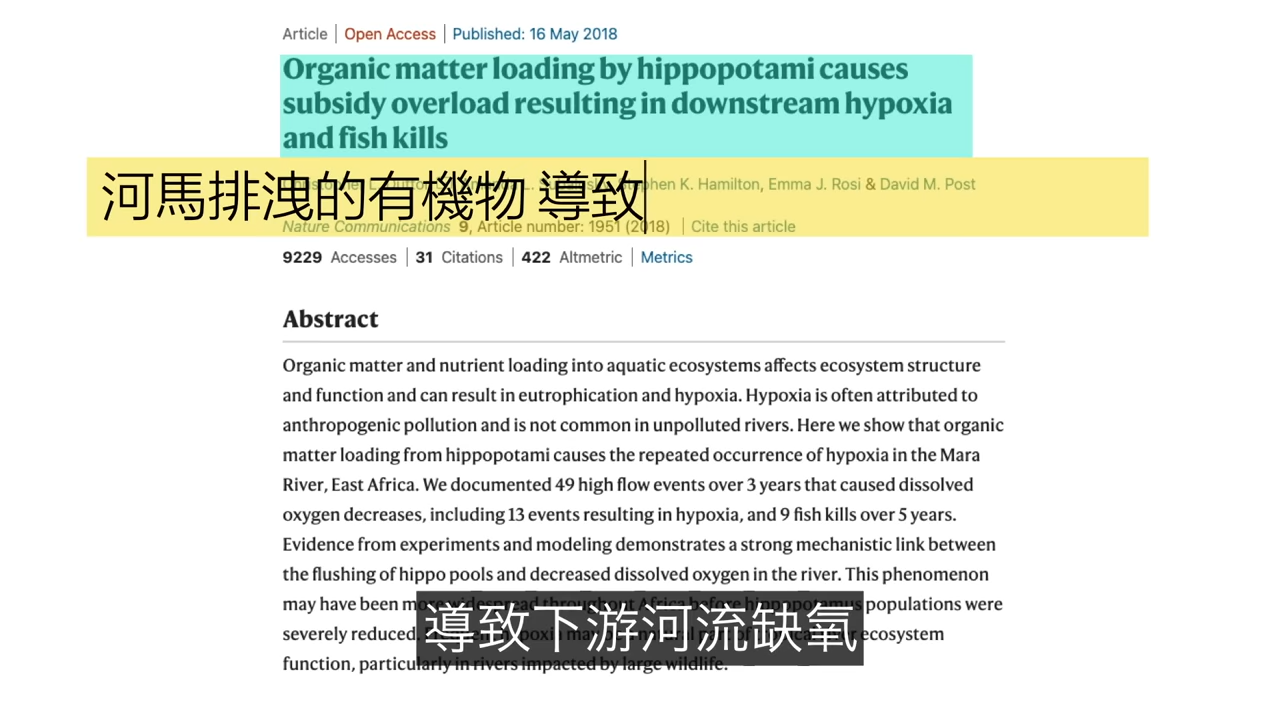 Article | Open Access | Published: 16 May 2018
Organic matter loading by hippopotami causes
subsidy overload resulting in downstream hypoxia
and fish kills
河馬排洩的有機物 導致
Stephen K. Hamilton, Emma J. Rosi & David M. Post
Nature Communications 9, Article number: 1951 (2018) | Cite this article
9229 Accesses | 31 Citations | 422 Altmetric | Metrics
Abstract
Organic matter and nutrient loading into aquatic ecosystems affects ecosystem structure
and function and can result in eutrophication and hypoxia. Hypoxia is often attributed to
anthropogenic pollution and is not common in unpolluted rivers. Here we show that organic
matter loading from hippopotami causes the repeated occurrence of hypoxia in the Mara
River, East Africa. We documented 49 high flow events over 3 years that caused dissolved
oxygen decreases, including 13 events resulting in hypoxia, and 9 fish kills over 5 years.
Evidence from experiments and modeling demonstrates a strong mechanistic link between
the flushing of hippo pools and decreased dissolved oxygen in the river. This phenomenon
may have been more widespread throughout Africa before hippopotamus populations were
severely reduced. ecosystem
function, particularly in rivers impacted by large wildlife.
導致下游河流缺氧